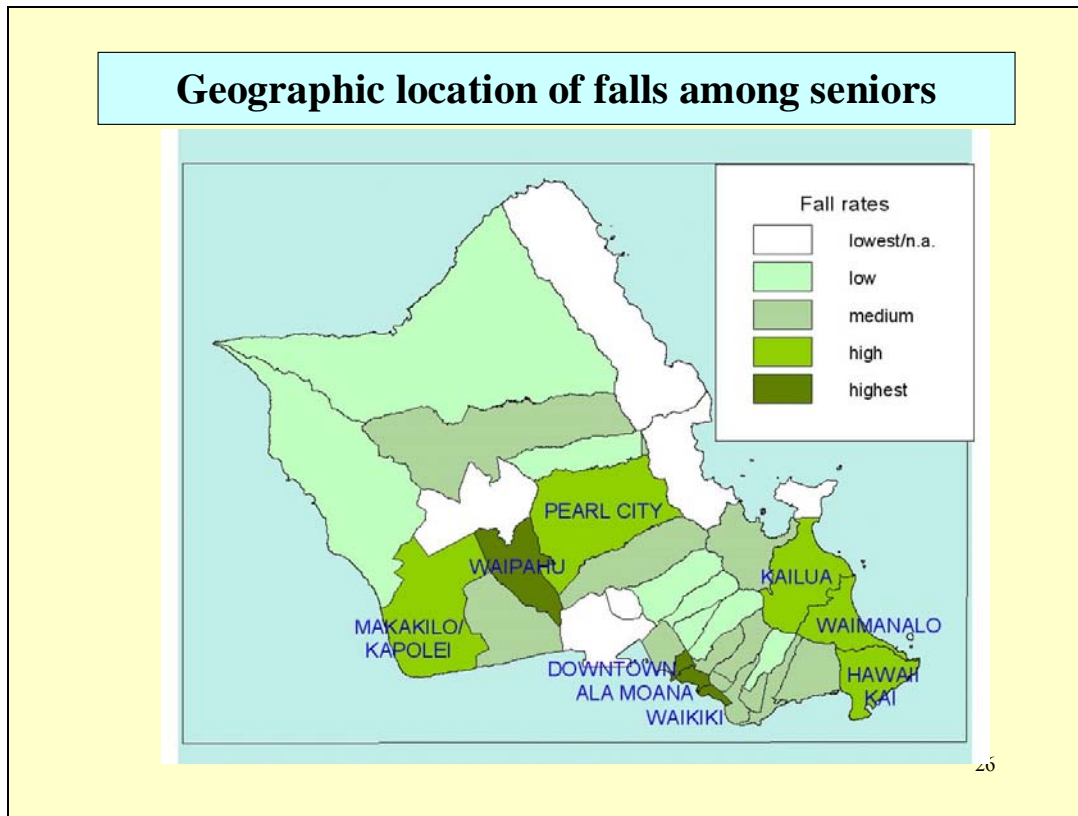 Geographic location of falls among seniors
Fall rates
lowest/n.a.
low
medium
high
highest
PEARL CITY
WAIPAHU
KAILUA
MAKAKILO/
KAPOLEI
WAIMANALO
DOWNTOWN
ALA MOANA
WAIKIKI
HAWAII
KAI
26